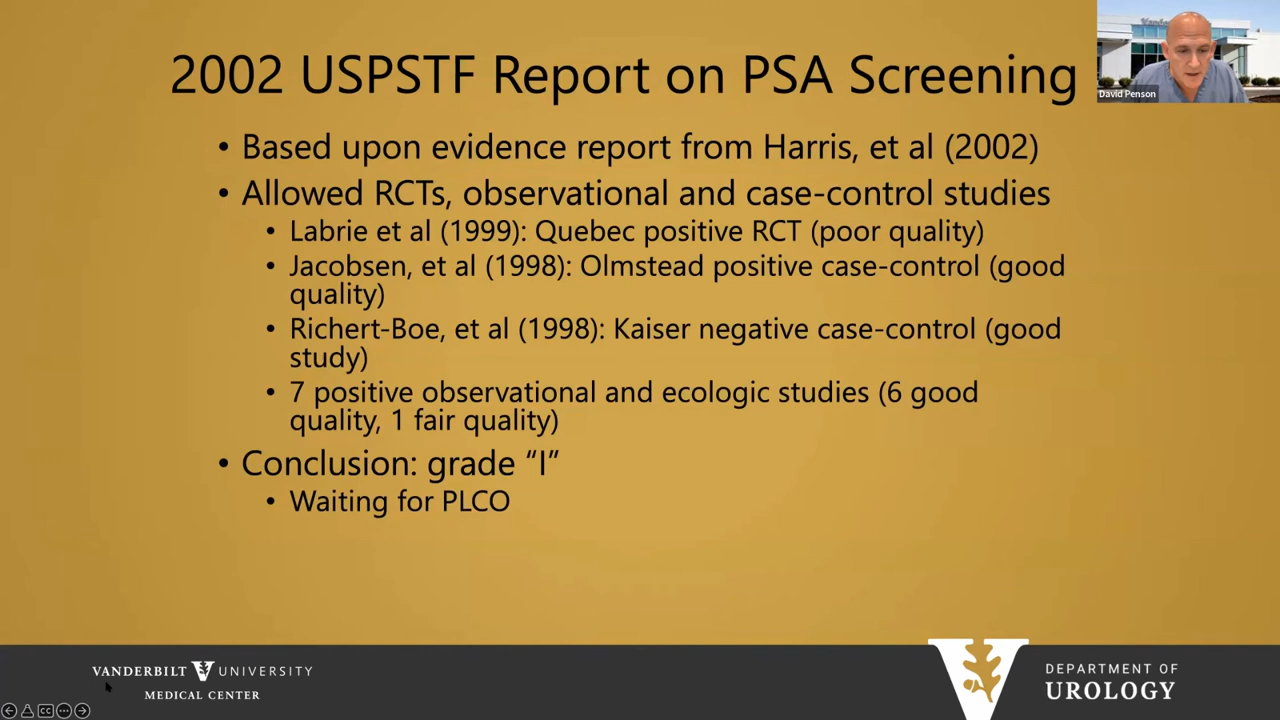 2002 USPSTF Report on PSA Screening
David Penson
• Based upon evidence report from Harris, et al (2002)
• Allowed RCTs, observational and case-control studies
• Labrie et al (1999): Quebec positive RCT (poor quality)
• Jacobsen, et al (1998): Olmstead positive case-control (good
quality)
• Richert-Boe, et al (1998): Kaiser negative case-control (good
study)
• 7 positive observational and ecologic studies (6 good
quality, 1 fair quality)
• Conclusion: grade “I”
• Waiting for PLCO
VANDERBILT V UNIVERSITY
MEDICAL CENTER
DEPARTMENT OF
UROLOGY
CC